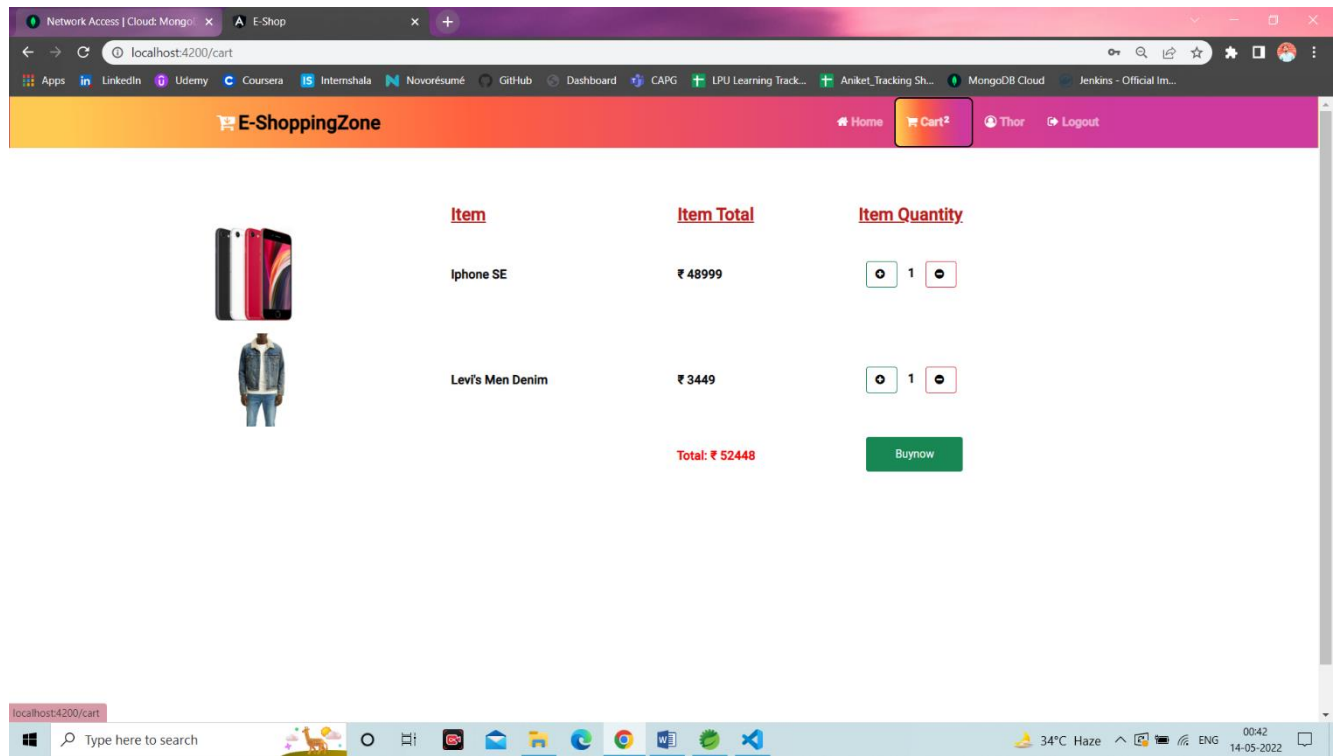 Network Access | Cloud: Mongo
E-Shop
localhost:4200/cart
Apps LinkedIn Udemy Coursera Internshala Novorésumé GitHub Dashboard CAPG LPU Learning Track... Aniket_Tracking Sh... MongoDB Cloud Jenkins - Official Im...
E-ShoppingZone
Home Cart² Thor Logout
Item Item Total Item Quantity
Iphone SE ₹ 48999 1
Levi's Men Denim ₹ 3449 1
Total: ₹ 52448 Buynow
localhost:4200/cart
Type here to search
34°C Haze ENG 00:42
14-05-2022